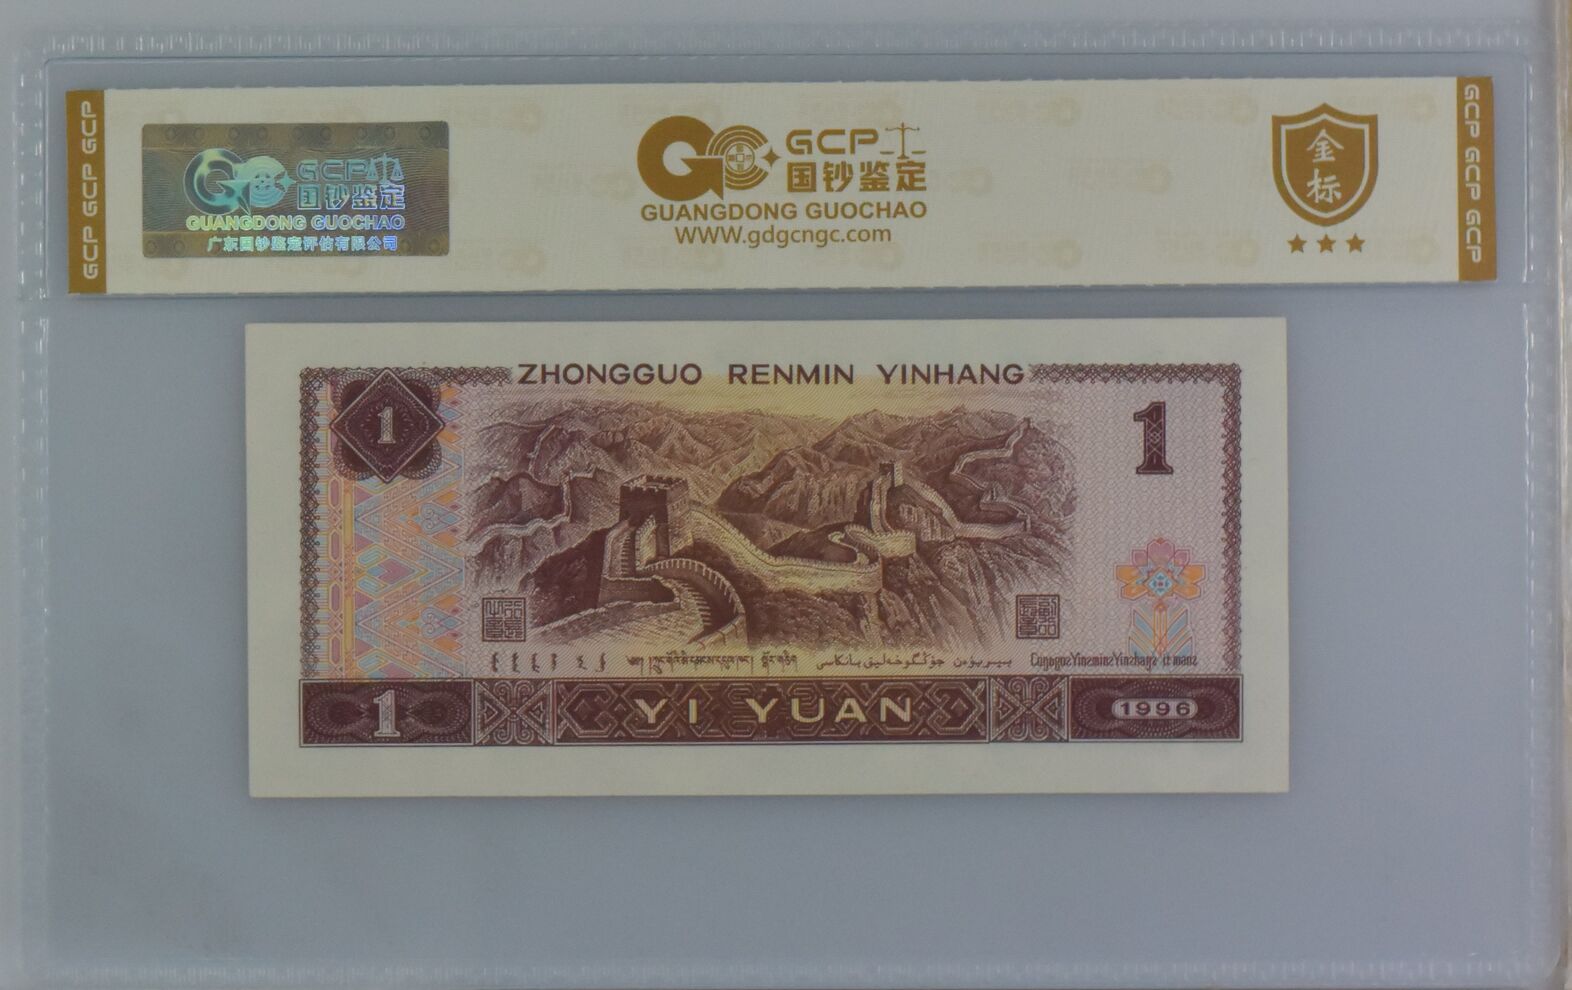 GCP GCP GCP
GCP 国钞鉴定
GUANGDONG GUOCHAO
广东国钞鉴定评估有限公司
GCP
国钞鉴定
GUANGDONG GUOCHAO
WWW.gdgcngc.com
金标
GCP GCP GCP
ZHONGGUO RENMIN YINHANG
1
1
1
YI YUAN
1996